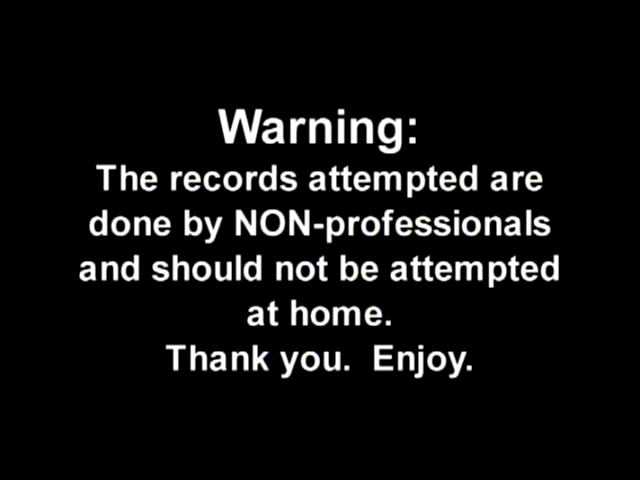 Warning:
The records attempted are
done by NON-professionals
and should not be attempted
at home.
Thank you.  Enjoy.